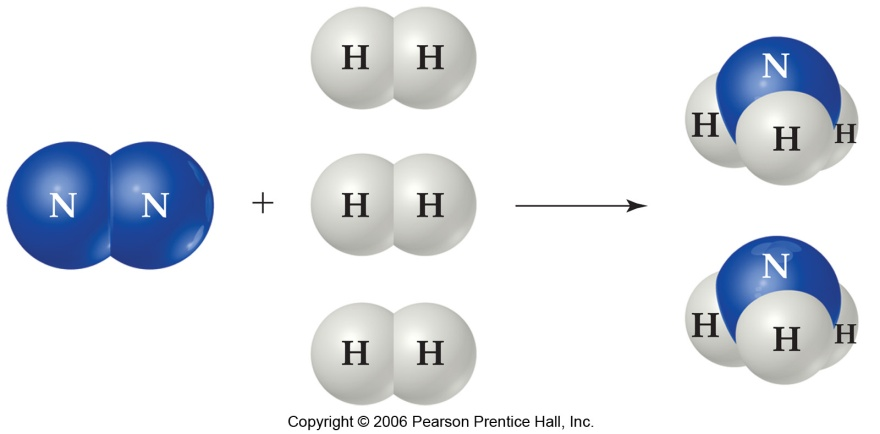 H H
N
H H H
N N + H H
H H
N
H H H
Copyright © 2006 Pearson Prentice Hall, Inc.